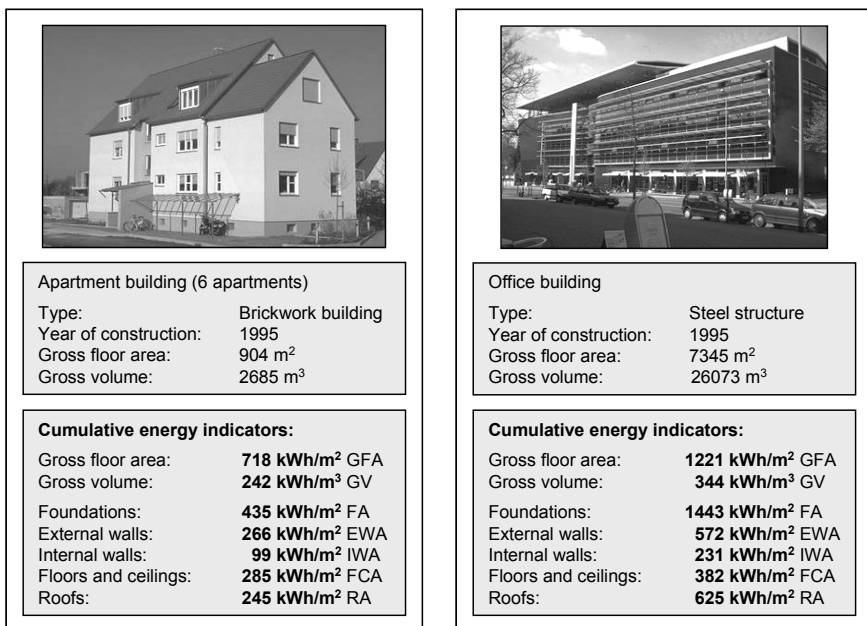 Apartment building (6 apartments)
Type: Brickwork building
Year of construction: 1995
Gross floor area: 904 m²
Gross volume: 2685 m³
Cumulative energy indicators:
Gross floor area: 718 kWh/m² GFA
Gross volume: 242 kWh/m³ GV
Foundations: 435 kWh/m² FA
External walls: 266 kWh/m² EWA
Internal walls: 99 kWh/m² IWA
Floors and ceilings: 285 kWh/m² FCA
Roofs: 245 kWh/m² RA
Office building
Type: Steel structure
Year of construction: 1995
Gross floor area: 7345 m²
Gross volume: 26073 m³
Cumulative energy indicators:
Gross floor area: 1221 kWh/m² GFA
Gross volume: 344 kWh/m³ GV
Foundations: 1443 kWh/m² FA
External walls: 572 kWh/m² EWA
Internal walls: 231 kWh/m² IWA
Floors and ceilings: 382 kWh/m² FCA
Roofs: 625 kWh/m² RA